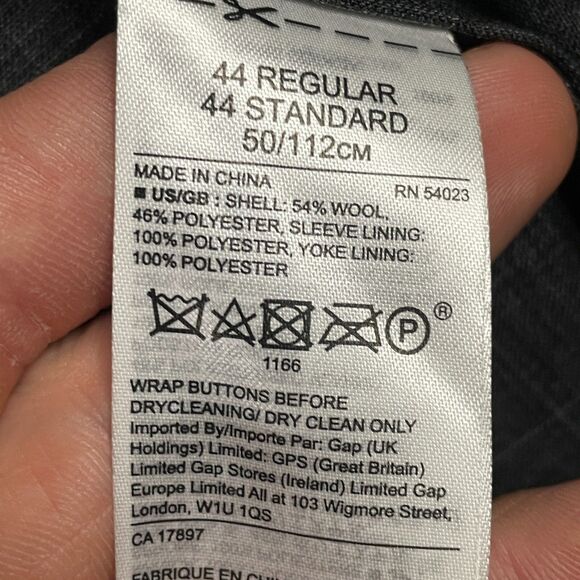 44 REGULAR
44 STANDARD
50/112CM
MADE IN CHINA RN 54023
■ US/GB : SHELL: 54% WOOL,
46% POLYESTER, SLEEVE LINING:
100% POLYESTER, YOKE LINING:
100% POLYESTER
P ®
1166
WRAP BUTTONS BEFORE
DRYCLEANING/ DRY CLEAN ONLY
Imported By/Importe Par: Gap (UK
Holdings) Limited: GPS (Great Britain)
Limited Gap Stores (Ireland) Limited Gap
Europe Limited All at 103 Wigmore Street,
London, W1U 1QS
CA 17897
FABRIQUE EN